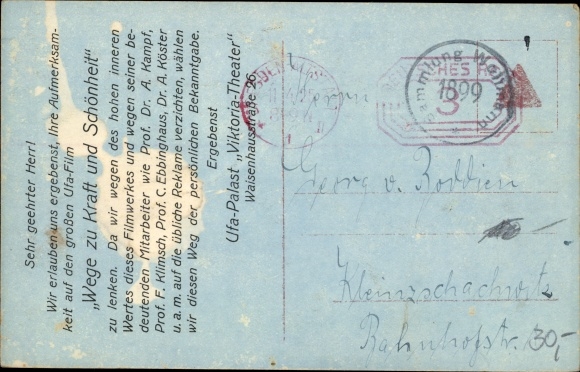 Sehr geehrter Herr!
Wir erlauben uns ergebenst, Ihre Aufmerksam-
keit auf den großen Ufa-Film
„Wege zu Kraft und Schönheit"
zu lenken. Da wir wegen des hohen inneren
Wertes dieses Filmwerkes und wegen seiner be-
deutenden Mitarbeiter wie Prof. Dr. A. Kampf,
Prof. F. Klimsch, Prof. C. Ebbinghaus, Dr. A. Köster
u. a. m. auf die übliche Reklame verzichten, wählen
wir diesen Weg der persönlichen Bekanntgabe.
Ergebenst
Ufa-Palast „Viktoria-Theater"
Waisenhausstraße 26.
Sammlung
1899
3
Herrn
Georg v. Roddien
Kleinzschachwitz
Bahnhofstr.
30,-